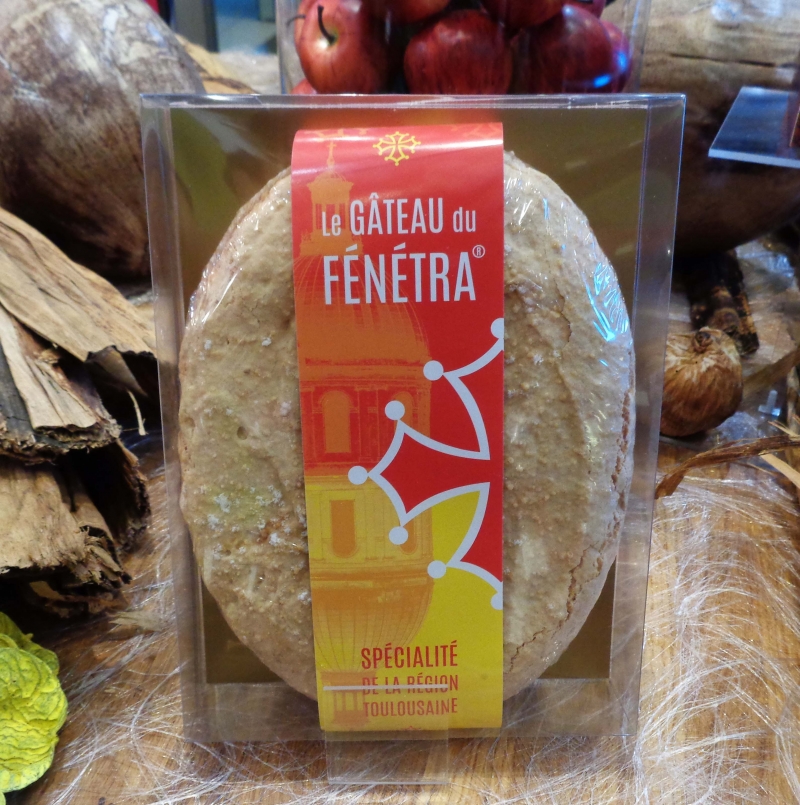 Le GÂTEAU du
FÉNÉTRA®
SPÉCIALITÉ
DE LA RÉGION
TOULOUSAINE